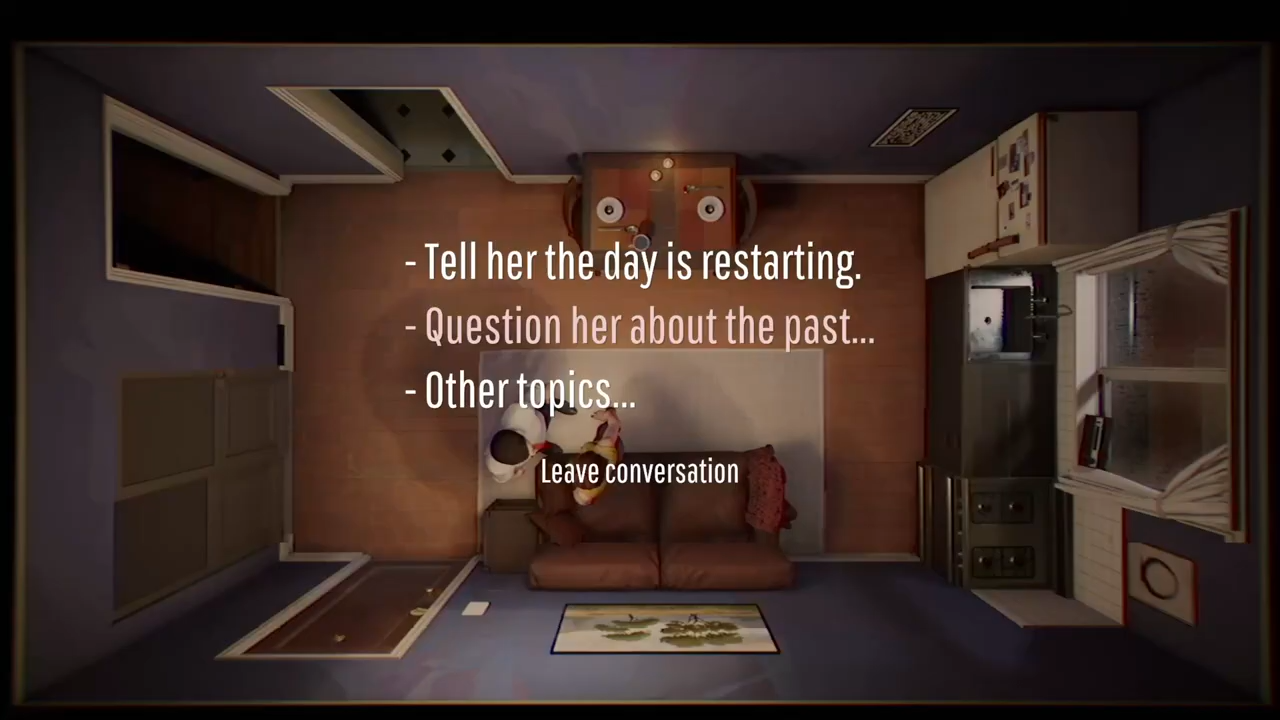 - Tell her the day is restarting.
- Question her about the past...
- Other topics...
Leave conversation